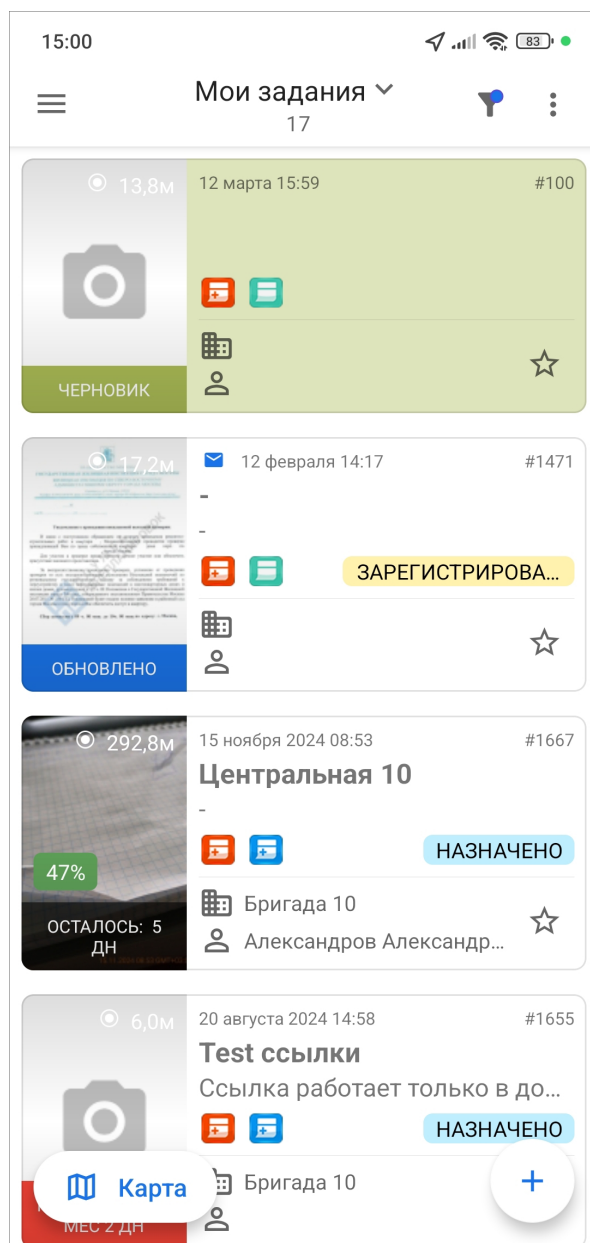 15:00
83
Мои задания
17
13,8м
12 марта 15:59
#100
ЧЕРНОВИК
17,2м
12 февраля 14:17
#1471
-
-
ЗАРЕГИСТРИРОВА...
ОБНОВЛЕНО
292,8м
15 ноября 2024 08:53
#1667
Центральная 10
-
47%
НАЗНАЧЕНО
ОСТАЛОСЬ: 5
ДН
Бригада 10
Александров Александр...
6,0м
20 августа 2024 14:58
#1655
Test ссылки
Ссылка работает только в до...
НАЗНАЧЕНО
Карта
Бригада 10
МЕС 2 ДН